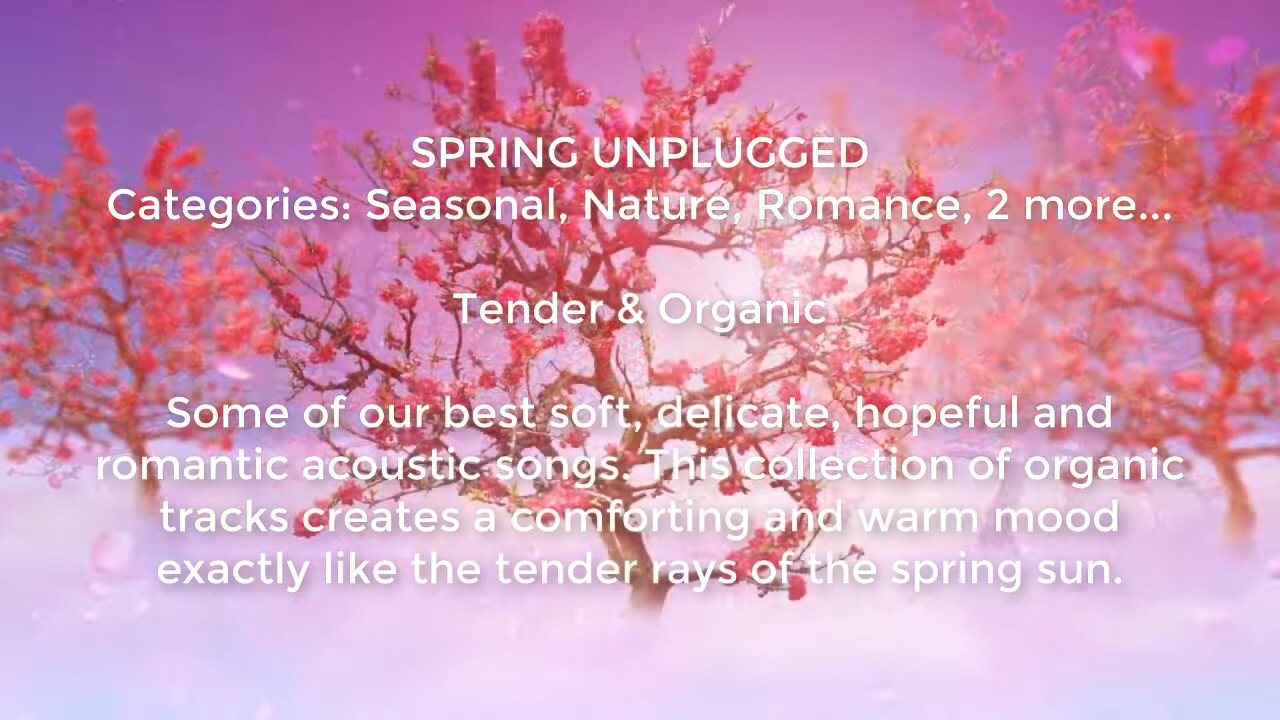 SPRING UNPLUGGED
Categories: Seasonal, Nature, Romance, 2 more...
Tender & Organic
Some of our best soft, delicate, hopeful and
romantic acoustic songs. This collection of organic
tracks creates a comforting and warm mood
exactly like the tender rays of the spring sun.